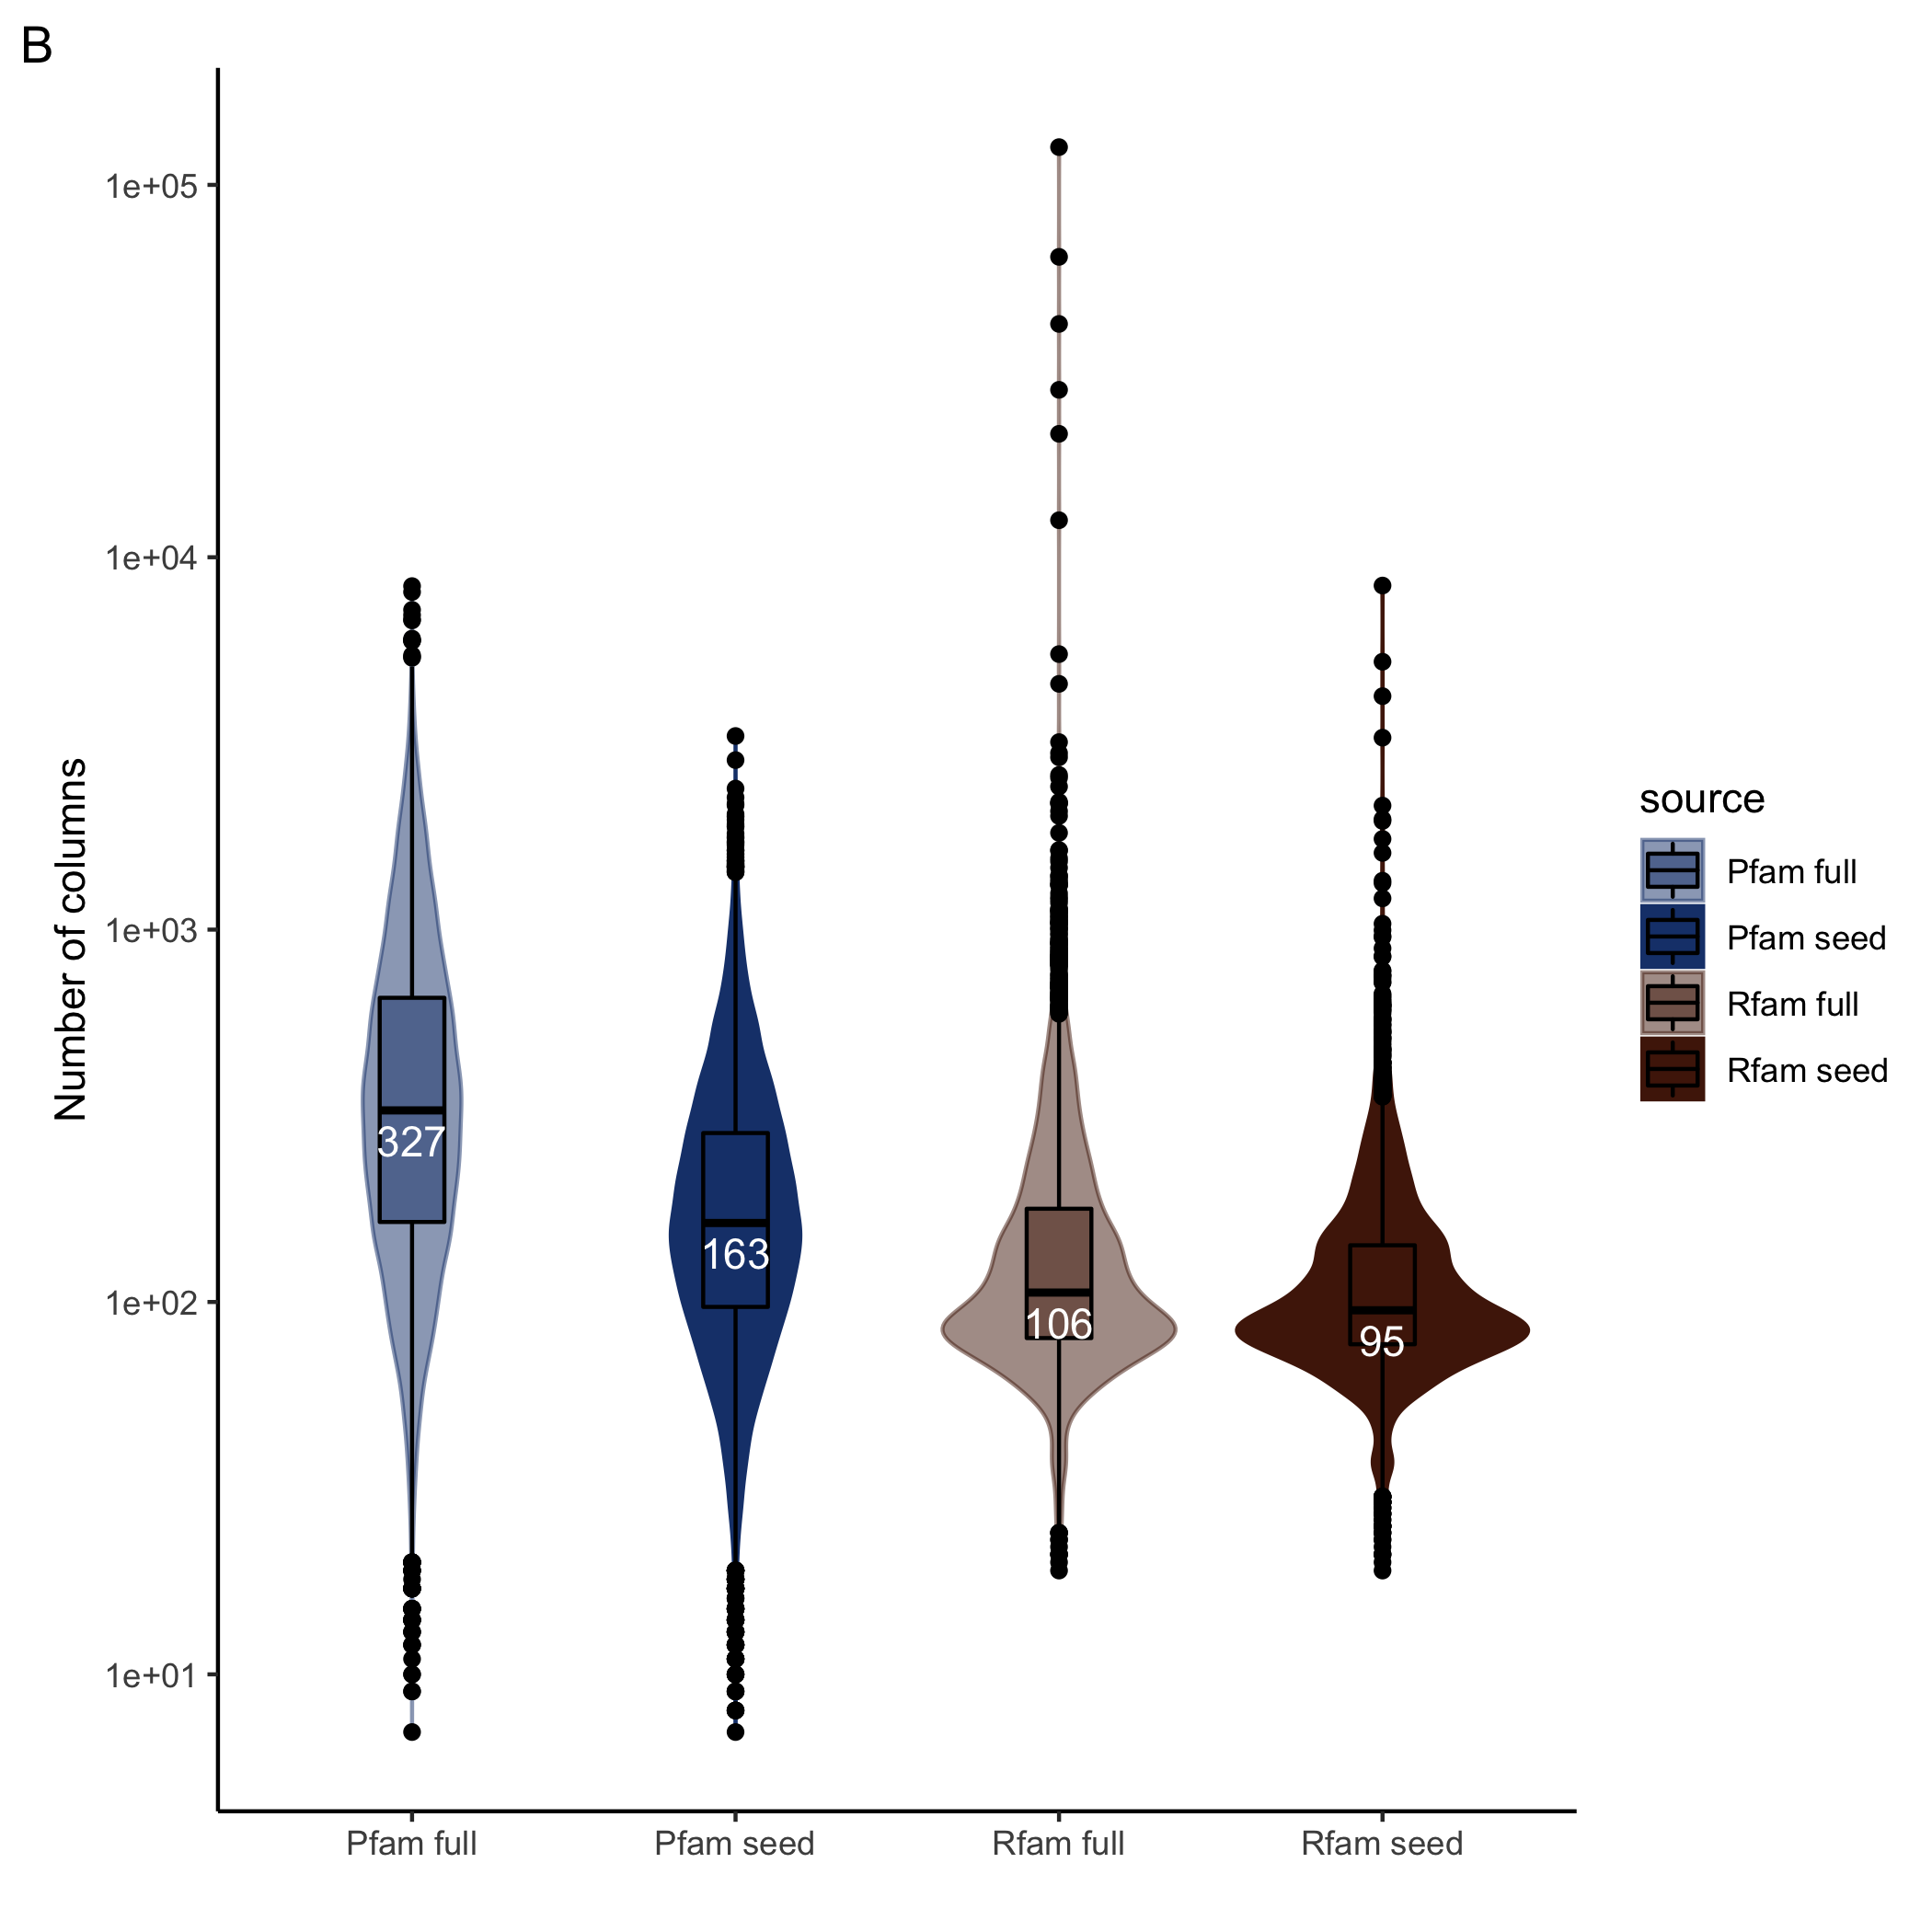 B
1e+05
1e+04
1e+03
1e+02
1e+01
Number of columns
327
163
106
95
Pfam full
Pfam seed
Rfam full
Rfam seed
source
Pfam full
Pfam seed
Rfam full
Rfam seed